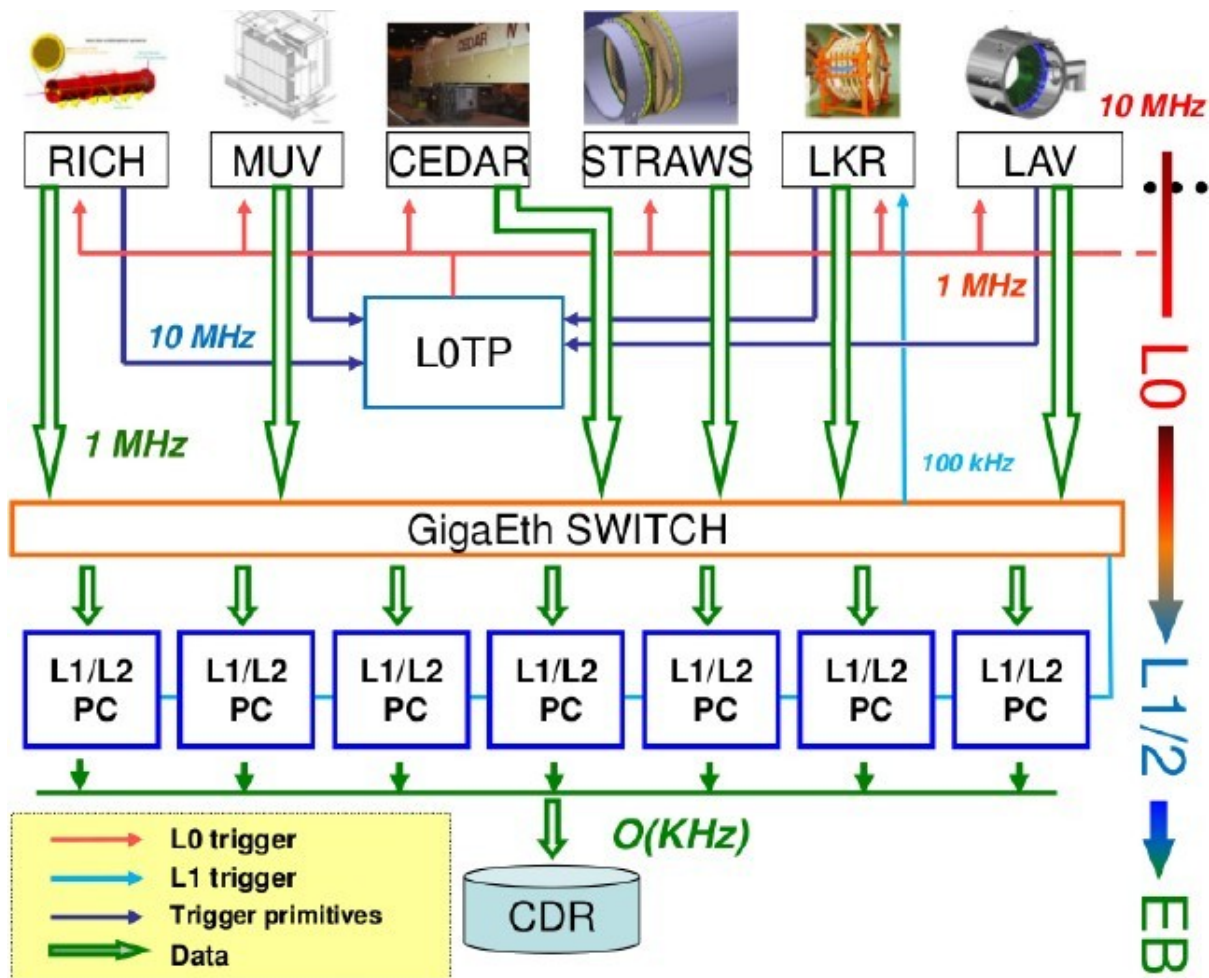 CEDAR N
10 MHz
RICH
MUV
CEDAR
STRAWS
LKR
LAV
...
1 MHz
10 MHz
L0TP
L0
1 MHz
100 kHz
GigaEth SWITCH
L1/L2
PC
L1/L2
PC
L1/L2
PC
L1/L2
PC
L1/L2
PC
L1/L2
PC
L1/L2
PC
L1/2
O(KHz)
L0 trigger
L1 trigger
Trigger primitives
Data
CDR
EB